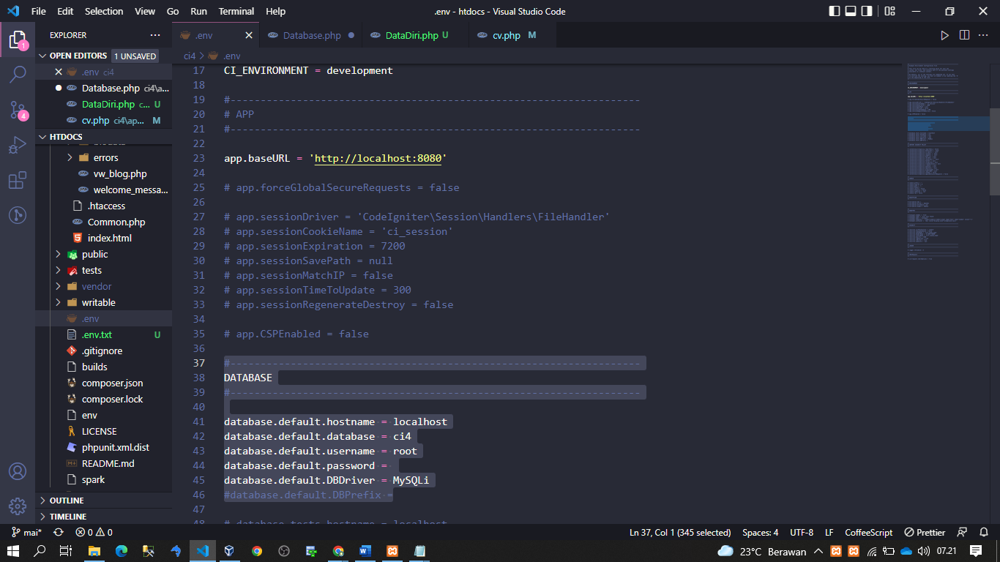 File Edit Selection View Go Run Terminal Help
.env - htdocs - Visual Studio Code
EXPLORER
OPEN EDITORS 1 UNSAVED
.env ci4
Database.php ci4\a...
DataDiri.php c... U
cv.php ci4\ap... M
HTDOCS
errors
vw_blog.php
welcome_messa...
.htaccess
Common.php
index.html
public
tests
vendor
writable
.env
.env.txt U
.gitignore
builds
composer.json
composer.lock
env
LICENSE
phpunit.xml.dist
README.md
spark
OUTLINE
TIMELINE
1
4
.env
Database.php
DataDiri.php U
cv.php M
ci4 > .env
17 CI_ENVIRONMENT = development
18
19 #--------------------------------------------------------------------
20 # APP
21 #--------------------------------------------------------------------
22
23 app.baseURL = 'http://localhost:8080'
24
25 # app.forceGlobalSecureRequests = false
26
27 # app.sessionDriver = 'CodeIgniter\Session\Handlers\FileHandler'
28 # app.sessionCookieName = 'ci_session'
29 # app.sessionExpiration = 7200
30 # app.sessionSavePath = null
31 # app.sessionMatchIP = false
32 # app.sessionTimeToUpdate = 300
33 # app.sessionRegenerateDestroy = false
34
35 # app.CSPEnabled = false
36
37 #--------------------------------------------------------------------
38 DATABASE
39 #--------------------------------------------------------------------
40
41 database.default.hostname = localhost
42 database.default.database = ci4
43 database.default.username = root
44 database.default.password =
45 database.default.DBDriver = MySQLi
46 #database.default.DBPrefix =
47
48 # database.tests.hostname = localhost
mai* 0 0
Ln 37, Col 1 (345 selected) Spaces: 4 UTF-8 LF CoffeeScript Prettier
23°C Berawan 07.21